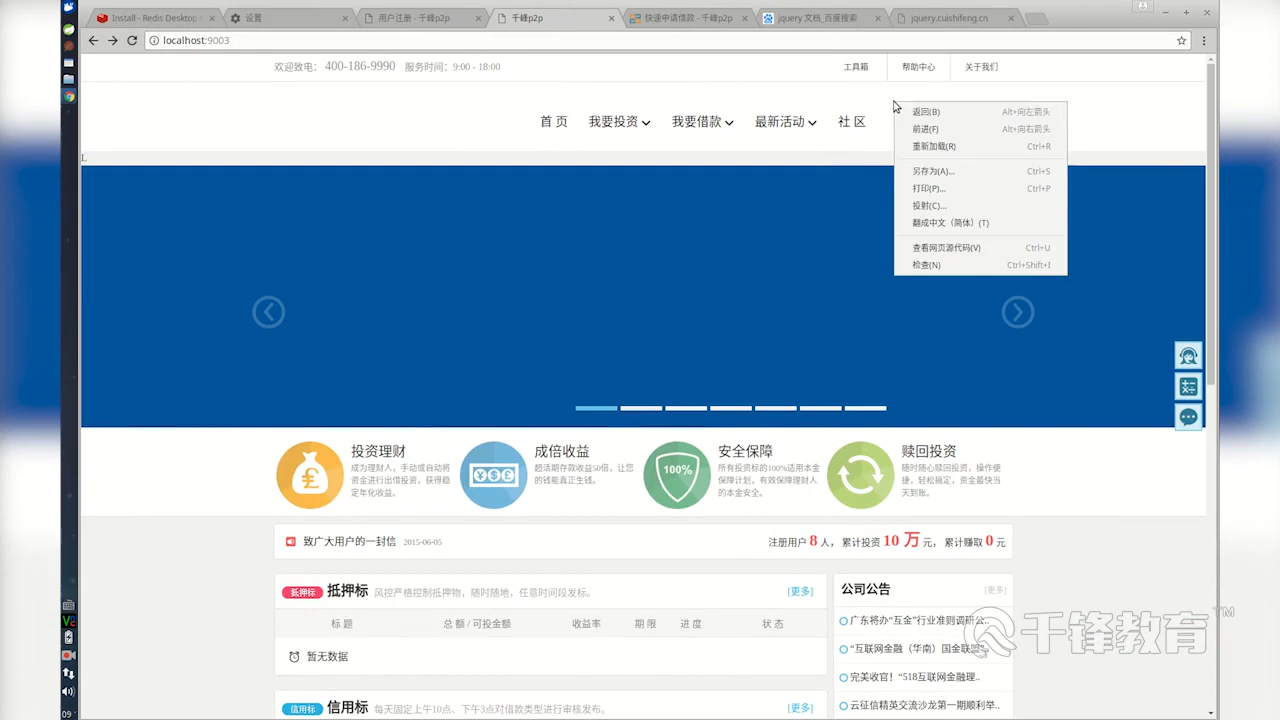 Install - Redis Desktop
设置
用户注册 - 千峰p2p
千峰p2p
快速申请借款 - 千峰p2p
jquery 文档_百度搜索
jquery.cuishifeng.cn
localhost:9003
欢迎致电： 400-186-9990 服务时间：9:00 - 18:00
工具箱
帮助中心
关于我们
首 页
我要投资
我要借款
最新活动
社 区
返回(B) Alt+向左箭头
前进(F) Alt+向右箭头
重新加载(R) Ctrl+R
另存为(A)... Ctrl+S
打印(P)... Ctrl+P
投射(C)...
翻成中文（简体）(T)
查看网页源代码(V) Ctrl+U
检查(N) Ctrl+Shift+I
L
投资理财
成为理财人，手动或自动将
资金进行出借投资，获得稳
定年化收益。
成倍收益
超活期存款收益50倍，让您
的钱能真正生钱。
100%
安全保障
所有投资标的100%适用本金
保障计划，有效保障理财人
的本金安全。
赎回投资
随时随心赎回投资，操作便
捷，轻松搞定，资金最快当
天到账。
致广大用户的一封信 2015-06-05
注册用户 8 人， 累计投资 10 万 元， 累计赚取 0 元
抵押标 抵押标 风控严格控制抵押物，随时随地，任意时间段发标。 [更多]
标 题 总 额 / 可投金额 收益率 期 限 进 度 状 态
暂无数据
信用标 信用标 每天固定上午10点、下午3点对借款类型进行审核发布。 [更多]
公司公告 [更多]
广东将办“互金”行业准则调研公..
“互联网金融（华南）国金联盟”..
完美收官！“518互联网金融理..
云征信精英交流沙龙第一期顺利举..
千锋教育™
09